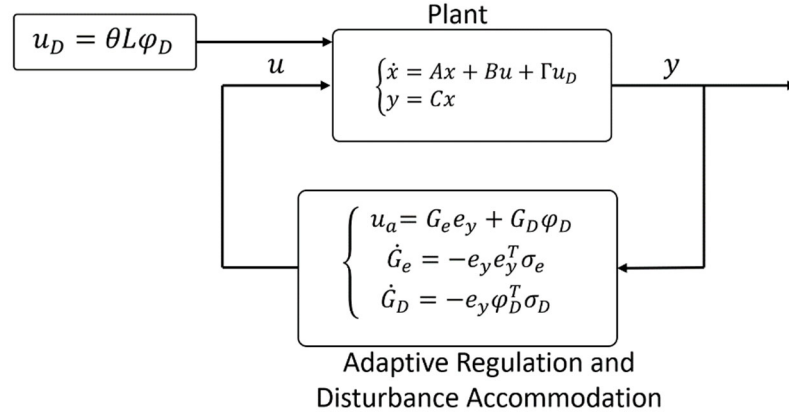 Plant
u_D = θLφ_D
u
ẋ = Ax + Bu + Γu_D
y = Cx
y
u_a = G_e e_y + G_D φ_D
Ġ_e = −e_y e_y^T σ_e
Ġ_D = −e_y φ_D^T σ_D
Adaptive Regulation and
Disturbance Accommodation